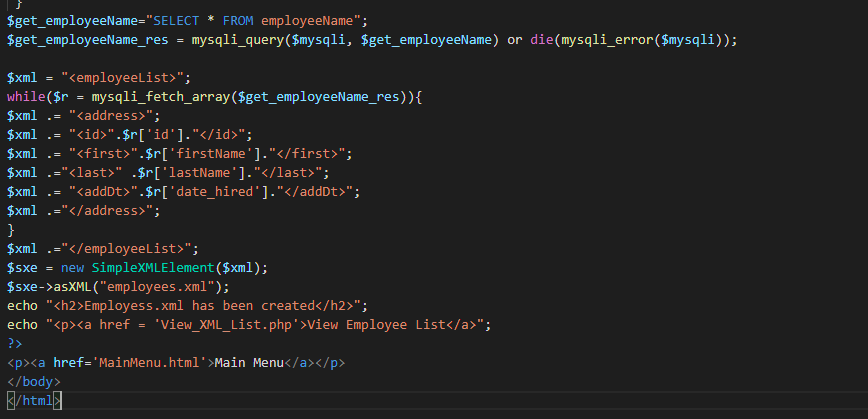 }
$get_employeeName="SELECT * FROM employeeName";
$get_employeeName_res = mysqli_query($mysqli, $get_employeeName) or die(mysqli_error($mysqli));
$xml = "<employeeList>";
while($r = mysqli_fetch_array($get_employeeName_res)){
$xml .= "<address>";
$xml .= "<id>".$r['id']."</id>";
$xml .= "<first>".$r['firstName']."</first>";
$xml .="<last>" .$r['lastName']."</last>";
$xml .= "<addDt>".$r['date_hired']."</addDt>";
$xml .="</address>";
}
$xml .="</employeeList>";
$sxe = new SimpleXMLElement($xml);
$sxe->asXML("employees.xml");
echo "<h2>Employess.xml has been created</h2>";
echo "<p><a href = 'View_XML_List.php'>View Employee List</a>";
?>
<p><a href='MainMenu.html'>Main Menu</a></p>
</body>
</html>